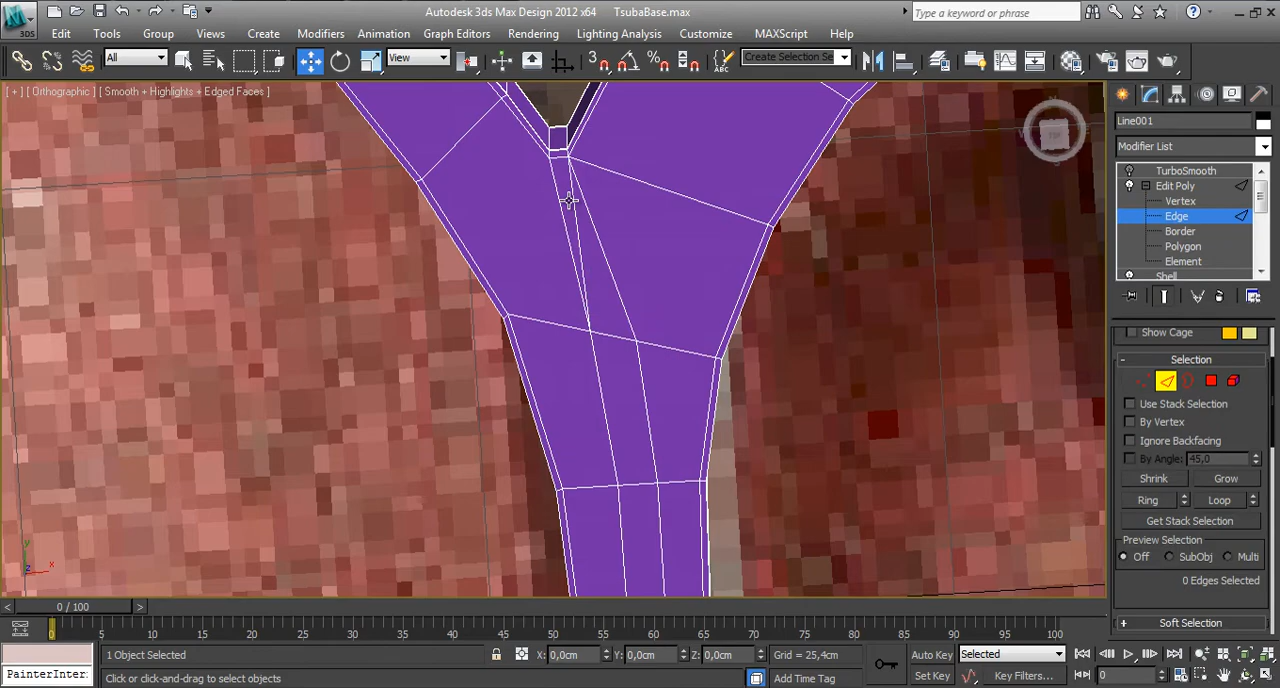 Autodesk 3ds Max Design 2012 x64 TsubaBase.max
Type a keyword or phrase
3DS
Edit Tools Group Views Create Modifiers Animation Graph Editors Rendering Lighting Analysis Customize MAXScript Help
All View Create Selection Se
[ + ] [ Orthographic ] [ Smooth + Highlights + Edged Faces ]
TOP
Line001
Modifier List
TurboSmooth
Edit Poly
Vertex
Edge
Border
Polygon
Element
Shell
Show Cage
- Selection
Use Stack Selection
By Vertex
Ignore Backfacing
By Angle: 45,0
Shrink Grow
Ring Loop
Get Stack Selection
Preview Selection
Off SubObj Multi
0 Edges Selected
+ Soft Selection
y
z x
< 0 / 100 >
0 5 10 15 20 25 30 35 40 45 50 55 60 65 70 75 80 85 90 95 100
1 Object Selected X: 0,0cm Y: 0,0cm Z: 0,0cm Grid = 25,4cm Auto Key Selected
PainterInter: Click or click-and-drag to select objects Add Time Tag Set Key Key Filters... 0